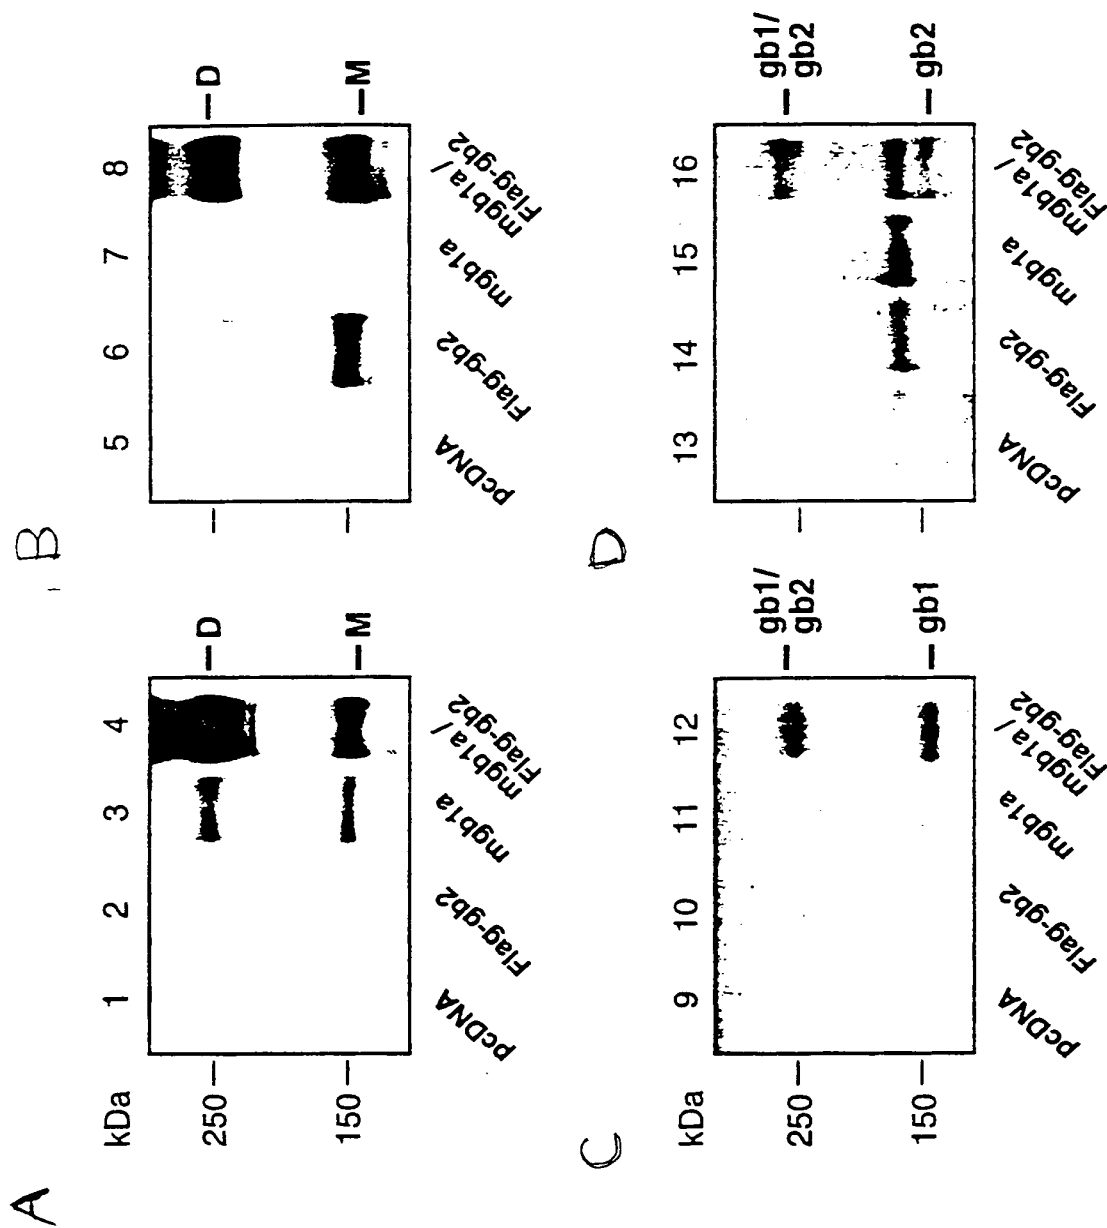 A
kDa
250
150
1 2 3 4
D
M
pcDNA
Flag-gb2
mgb1a
mgb1a/
Flag-gb2
B
5 6 7 8
D
M
pcDNA
Flag-gb2
mgb1a
mgb1a/
Flag-gb2
C
kDa
250
150
9 10 11 12
gb1/
gb2
gb1
pcDNA
Flag-gb2
mgb1a
mgb1a/
Flag-gb2
D
13 14 15 16
gb1/
gb2
gb2
pcDNA
Flag-gb2
mgb1a
mgb1a/
Flag-gb2